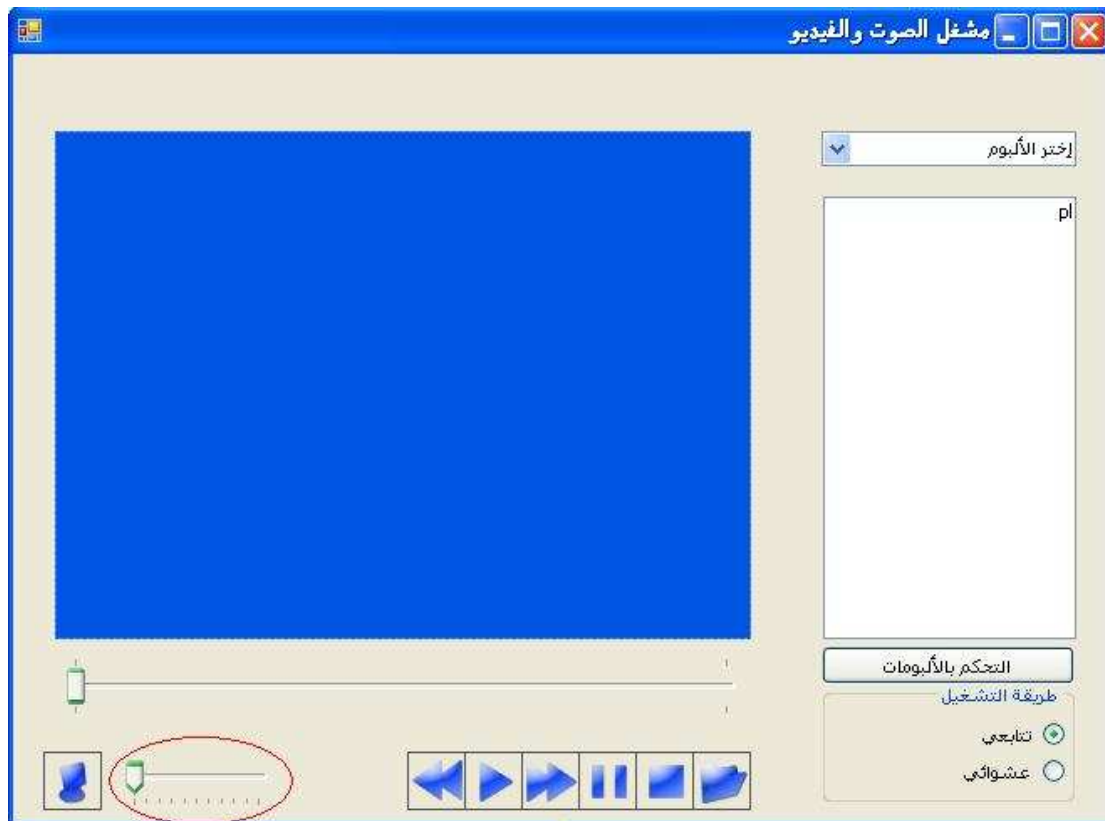 مشغل الصوت والفيديو
إختر الألبوم
pl
التحكم بالألبومات
طريقة التشغيل
تتابعي
عشوائي